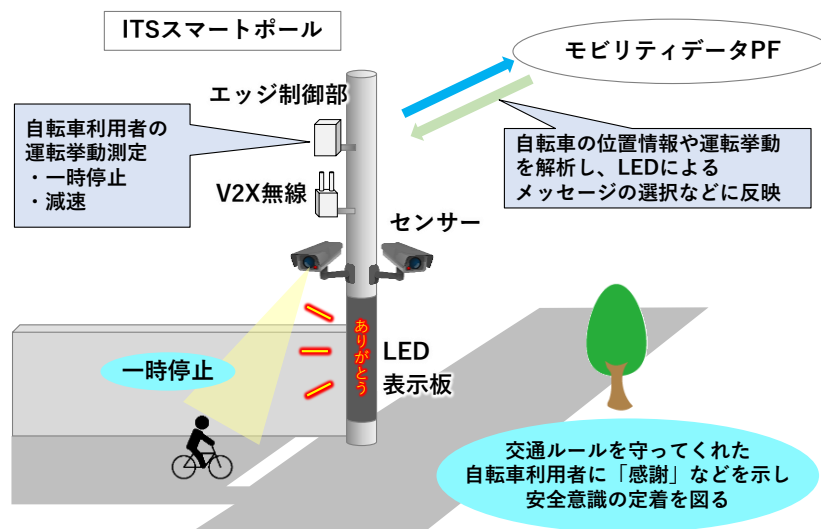 ITSスマートポール
モビリティデータPF
エッジ制御部
自転車利用者の
運転挙動測定
・一時停止
・減速
自転車の位置情報や運転挙動
を解析し、LEDによる
メッセージの選択などに反映
V2X無線
センサー
ありがとう
LED
表示板
一時停止
交通ルールを守ってくれた
自転車利用者に「感謝」などを示し
安全意識の定着を図る